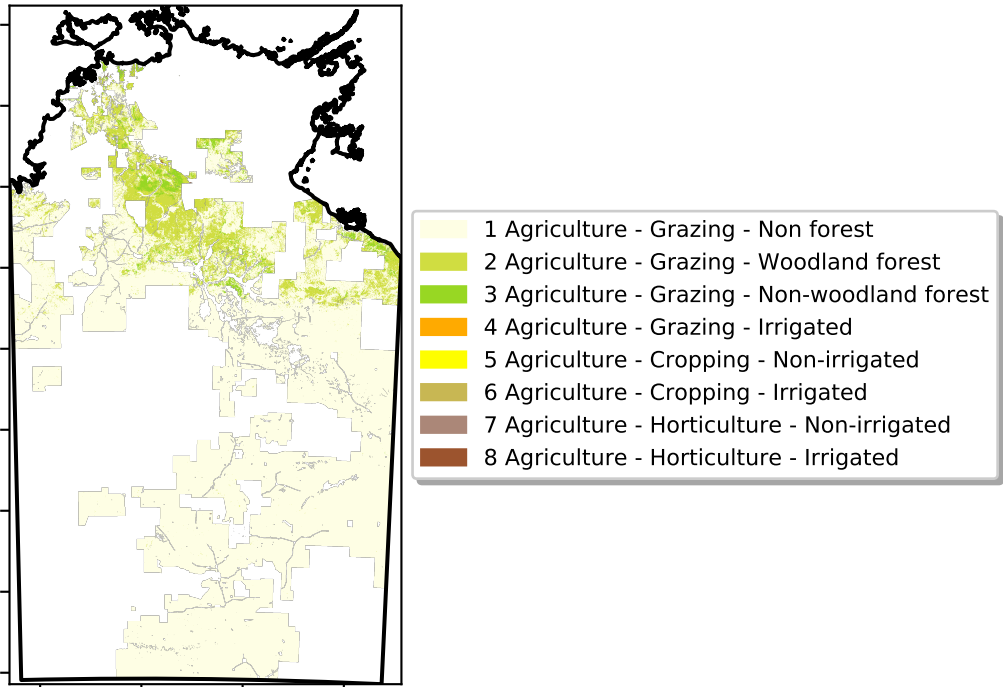 1 Agriculture - Grazing - Non forest
2 Agriculture - Grazing - Woodland forest
3 Agriculture - Grazing - Non-woodland forest
4 Agriculture - Grazing - Irrigated
5 Agriculture - Cropping - Non-irrigated
6 Agriculture - Cropping - Irrigated
7 Agriculture - Horticulture - Non-irrigated
8 Agriculture - Horticulture - Irrigated